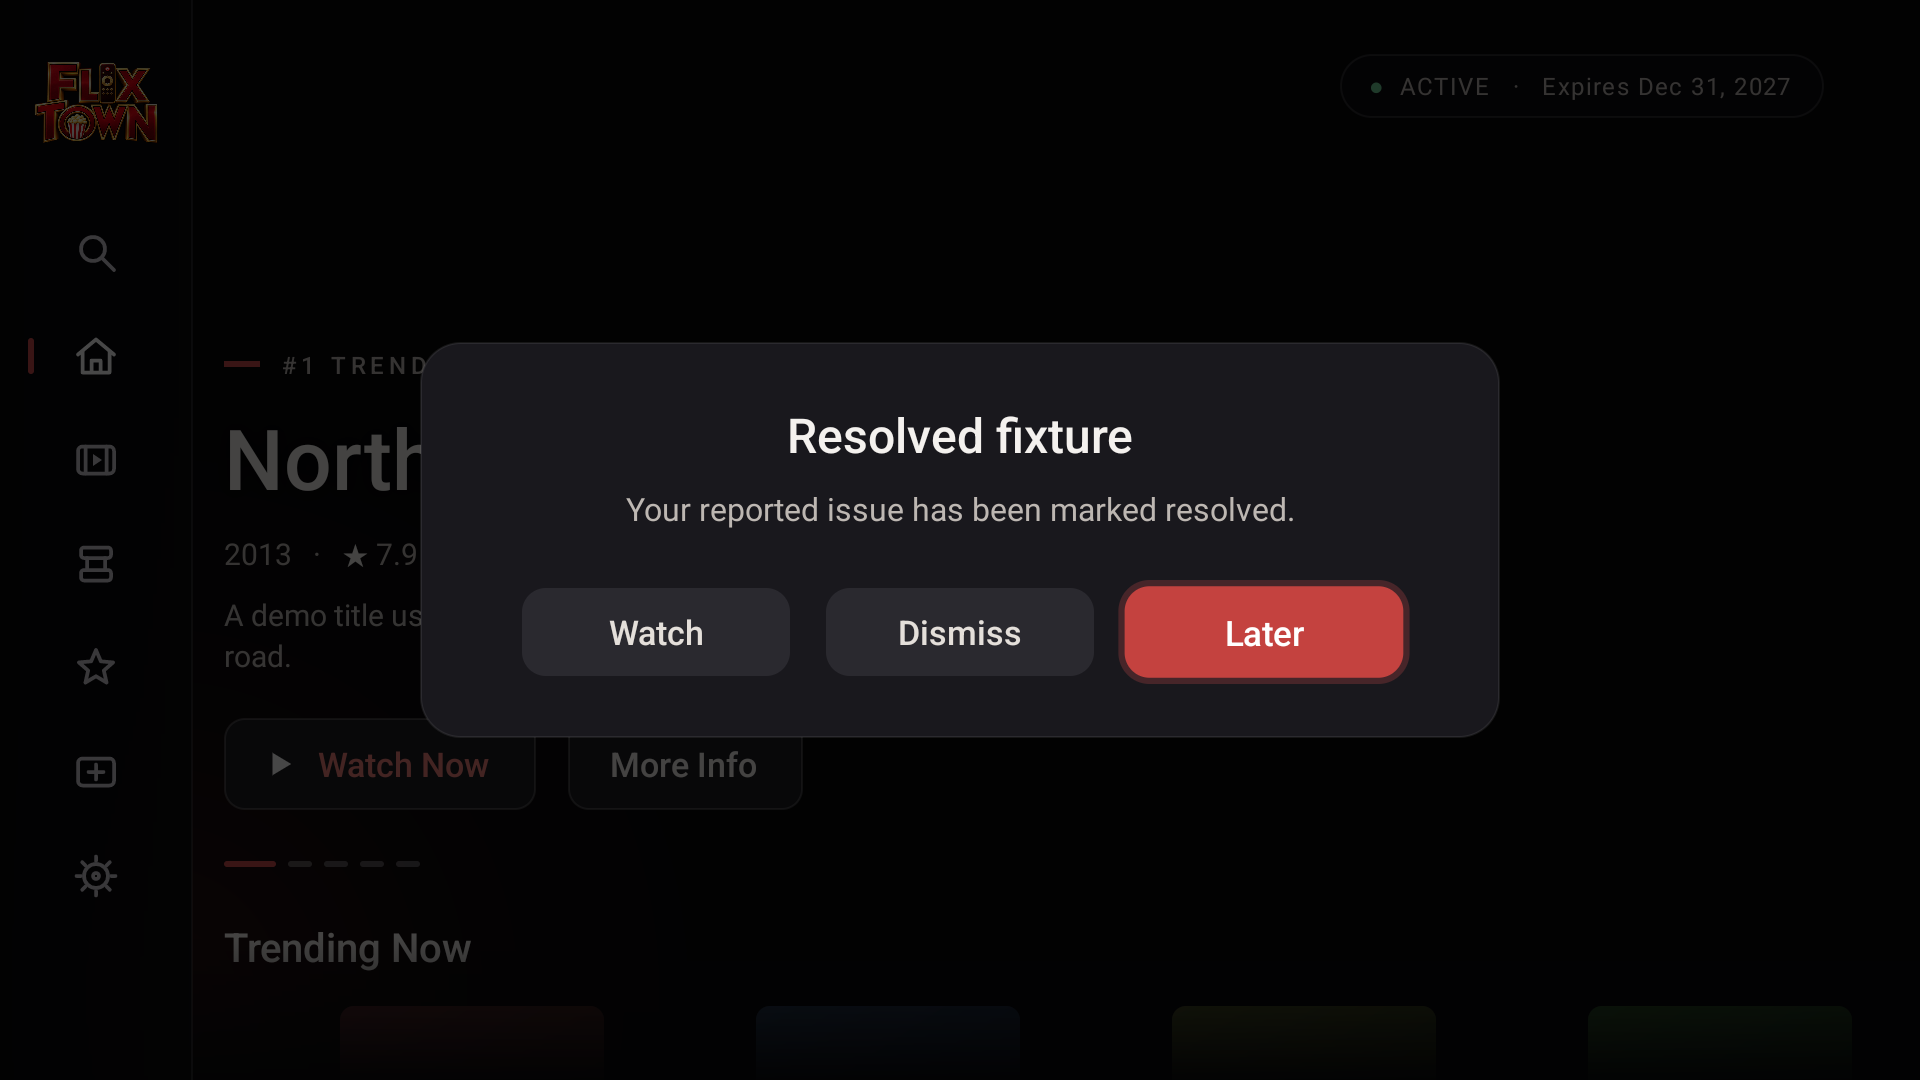 FLIX
TOWN
ACTIVE · Expires Dec 31, 2027
#1 TREND
North
2013 · ★ 7.9
A demo title us
road.
Resolved fixture
Your reported issue has been marked resolved.
Watch
Dismiss
Later
Watch Now
More Info
Trending Now